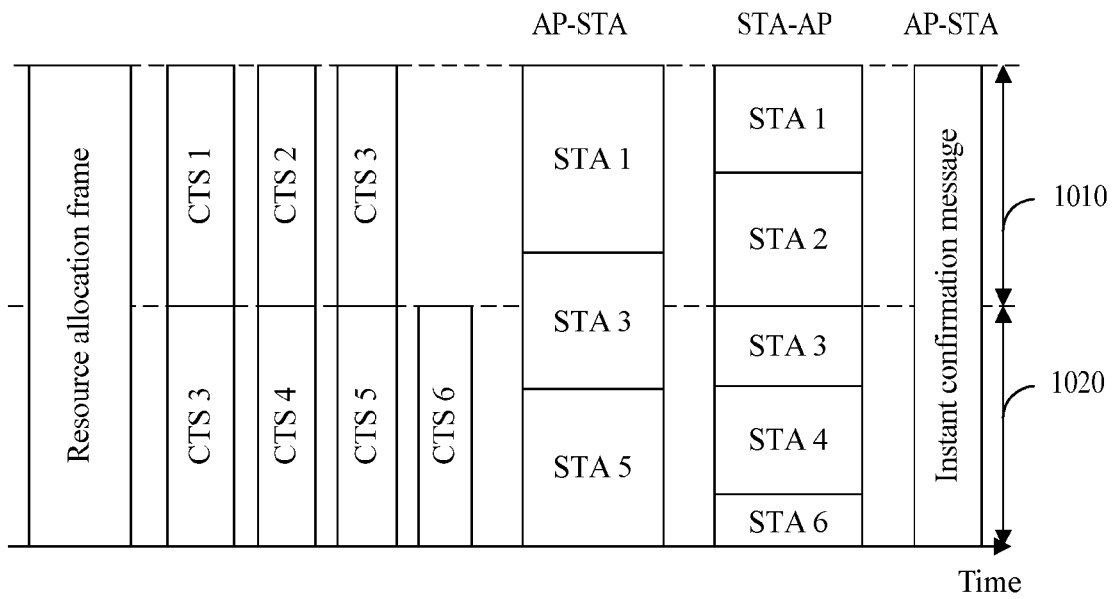 AP-STA
STA-AP
AP-STA
Resource allocation frame
CTS 1
CTS 2
CTS 3
CTS 3
CTS 4
CTS 5
CTS 6
STA 1
STA 3
STA 5
STA 1
STA 2
STA 3
STA 4
STA 6
Instant confirmation message
1010
1020
Time